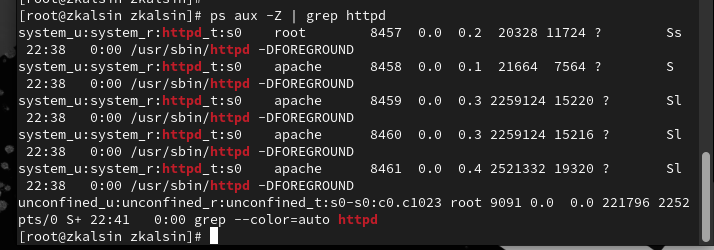 [root@zkalsin zkalsin]# ps aux -Z | grep httpd
system_u:system_r:httpd_t:s0    root        8457  0.0  0.2  20328 11724 ?        Ss
 22:38   0:00 /usr/sbin/httpd -DFOREGROUND
system_u:system_r:httpd_t:s0    apache      8458  0.0  0.1  21664  7564 ?        S
 22:38   0:00 /usr/sbin/httpd -DFOREGROUND
system_u:system_r:httpd_t:s0    apache      8459  0.0  0.3 2259124 15220 ?       Sl
 22:38   0:00 /usr/sbin/httpd -DFOREGROUND
system_u:system_r:httpd_t:s0    apache      8460  0.0  0.3 2259124 15216 ?       Sl
 22:38   0:00 /usr/sbin/httpd -DFOREGROUND
system_u:system_r:httpd_t:s0    apache      8461  0.0  0.4 2521332 19320 ?       Sl
 22:38   0:00 /usr/sbin/httpd -DFOREGROUND
unconfined_u:unconfined_r:unconfined_t:s0-s0:c0.c1023 root 9091 0.0  0.0 221796 2252
pts/0 S+ 22:41   0:00 grep --color=auto httpd
[root@zkalsin zkalsin]#